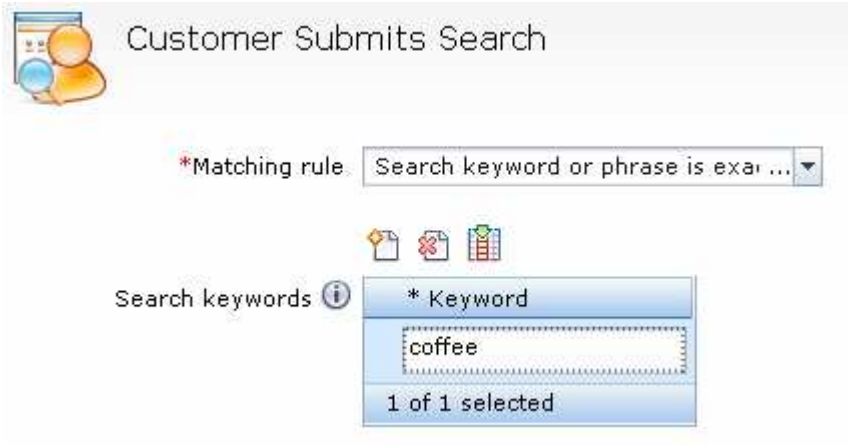 Customer Submits Search
*Matching rule Search keyword or phrase is exa ...
Search keywords
* Keyword
coffee
1 of 1 selected